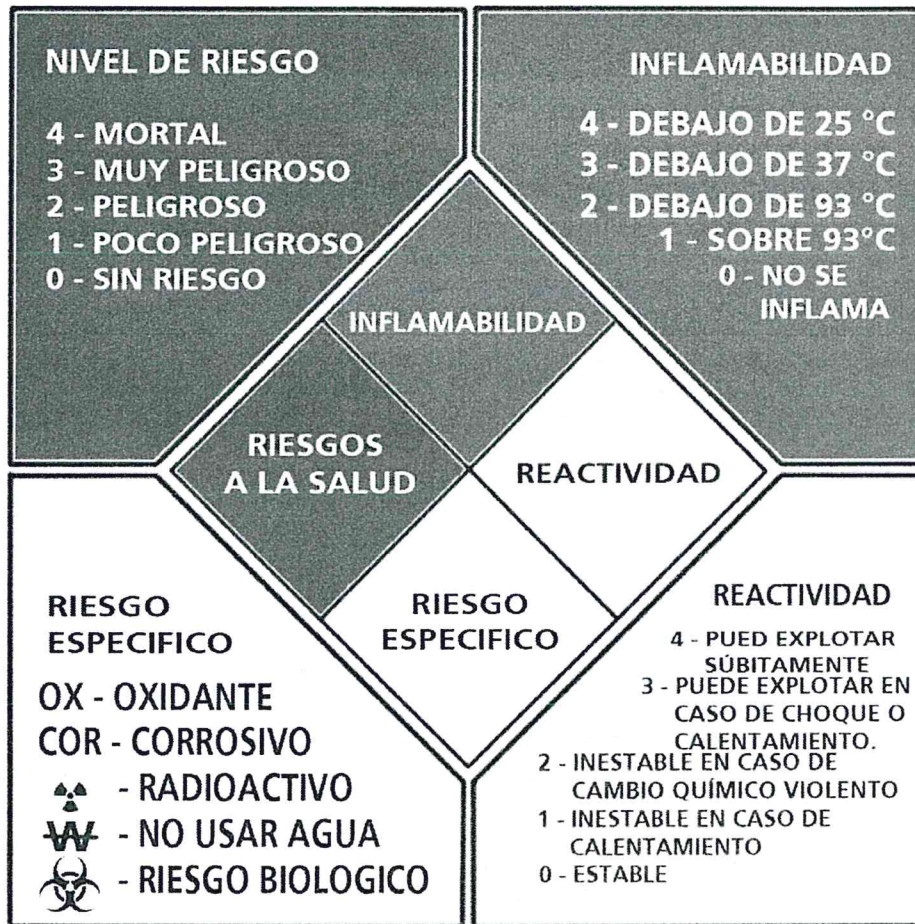 NIVEL DE RIESGO
4 - MORTAL
3 - MUY PELIGROSO
2 - PELIGROSO
1 - POCO PELIGROSO
0 - SIN RIESGO
INFLAMABILIDAD
4 - DEBAJO DE 25 °C
3 - DEBAJO DE 37 °C
2 - DEBAJO DE 93 °C
1 - SOBRE 93°C
0 - NO SE
INFLAMA
INFLAMABILIDAD
RIESGOS
A LA SALUD
REACTIVIDAD
RIESGO
ESPECIFICO
RIESGO
ESPECIFICO
OX - OXIDANTE
COR - CORROSIVO
- RADIOACTIVO
W - NO USAR AGUA
- RIESGO BIOLOGICO
REACTIVIDAD
4 - PUED EXPLOTAR
SÚBITAMENTE
3 - PUEDE EXPLOTAR EN
CASO DE CHOQUE O
CALENTAMIENTO.
2 - INESTABLE EN CASO DE
CAMBIO QUÍMICO VIOLENTO
1 - INESTABLE EN CASO DE
CALENTAMIENTO
0 - ESTABLE